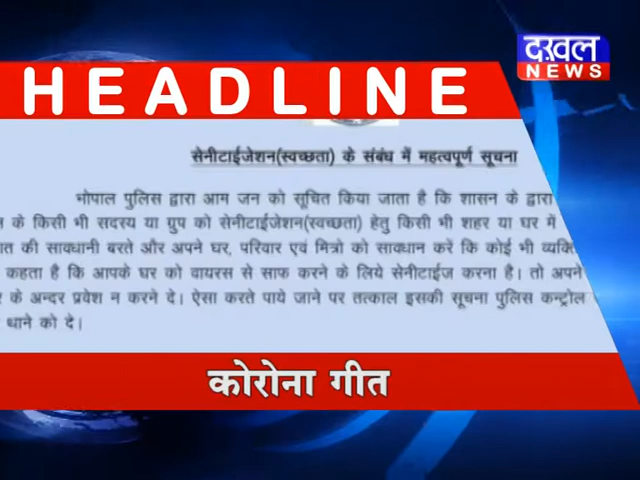 दखल
NEWS
HEADLINE
सेनीटाईजेशन(स्वच्छता) के संबंध में महत्वपूर्ण सूचना
भोपाल पुलिस द्वारा आम जन को सूचित किया जाता है कि शासन के द्वारा
के किसी भी सदस्य या ग्रुप को सेनीटाईजेशन(स्वच्छता) हेतु किसी भी शहर या घर में
की सावधानी बरते और अपने घर, परिवार एवं मित्रो को सावधान करें कि कोई भी व्यक्ति
कहता है कि आपके घर को वायरस से साफ करने के लिये सेनीटाईज करना है। तो अपने
के अन्दर प्रवेश न करने दे। ऐसा करते पाये जाने पर तत्काल इसकी सूचना पुलिस कन्ट्रोल
थाने को दे।
कोरोना गीत